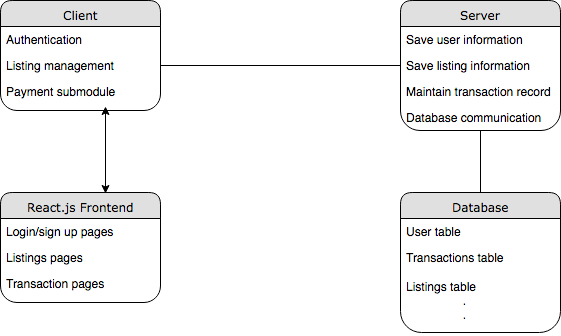 Client
Authentication
Listing management
Payment submodule
Server
Save user information
Save listing information
Maintain transaction record
Database communication
React.js Frontend
Login/sign up pages
Listings pages
Transaction pages
Database
User table
Transactions table
Listings table
.
.